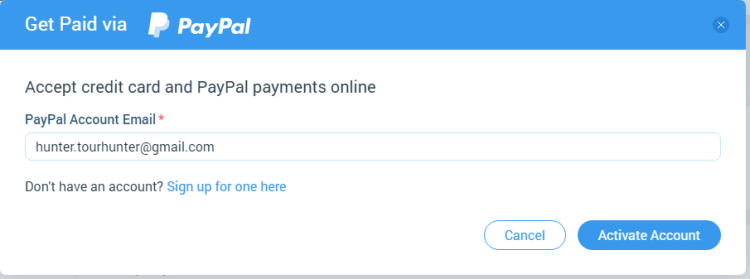 Get Paid via PayPal
Accept credit card and PayPal payments online
PayPal Account Email *
hunter.tourhunter@gmail.com
Don't have an account? Sign up for one here
Cancel Activate Account